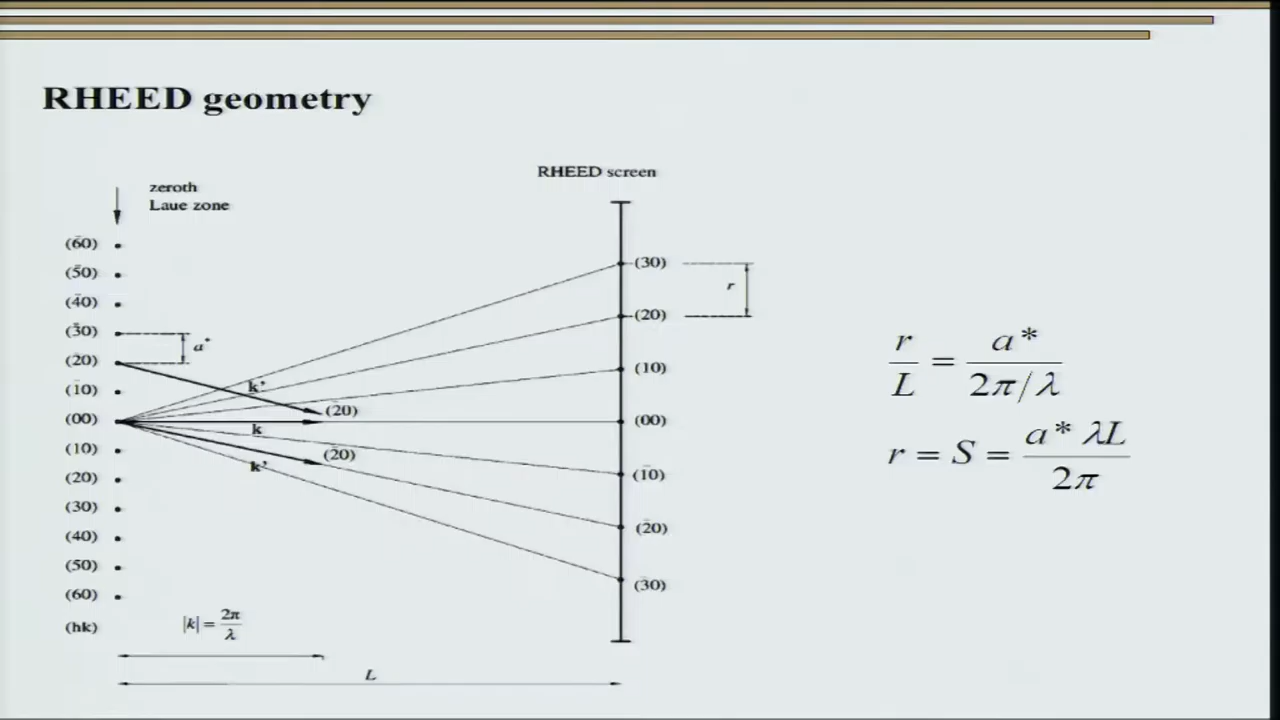 RHEED geometry
RHEED screen
zeroth
Laue zone
(6̄0)
(5̄0)
(4̄0)
(3̄0)
(20)
(1̄0)
(00)
(10)
(20)
(30)
(40)
(50)
(60)
(hk)
a*
k'
(2̄0)
k
(2̄0)
k'
(30)
(20)
(10)
(00)
(1̄0)
(2̄0)
(3̄0)
r
|k| = 2π/λ
L
r/L = a*/(2π/λ)
r = S = a* λL/2π